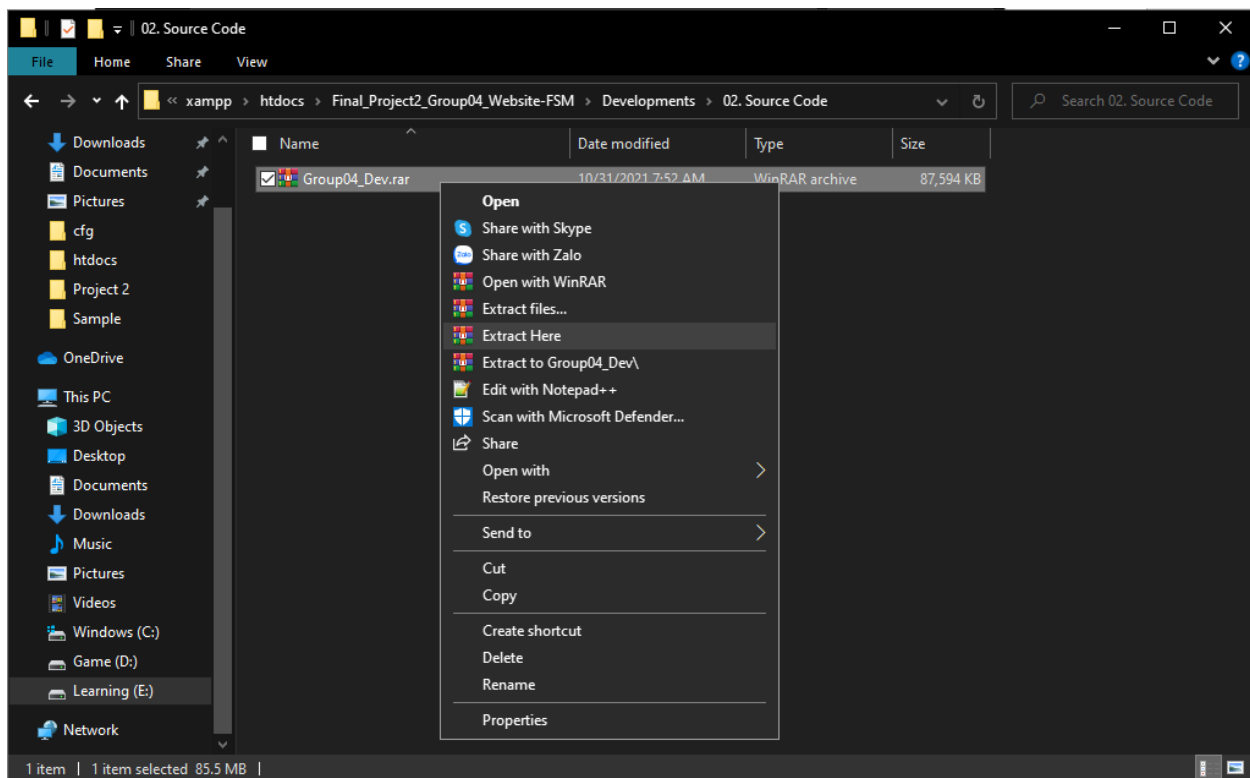 02. Source Code
File Home Share View
« xampp › htdocs › Final_Project2_Group04_Website-FSM › Developments › 02. Source Code
Search 02. Source Code
Downloads
Documents
Pictures
cfg
htdocs
Project 2
Sample
OneDrive
This PC
3D Objects
Desktop
Documents
Downloads
Music
Pictures
Videos
Windows (C:)
Game (D:)
Learning (E:)
Network
Name Date modified Type Size
Group04_Dev.rar 10/31/2021 7:52 AM WinRAR archive 87,594 KB
Open
Share with Skype
Zalo Share with Zalo
Open with WinRAR
Extract files...
Extract Here
Extract to Group04_Dev\
Edit with Notepad++
Scan with Microsoft Defender...
Share
Open with
Restore previous versions
Send to
Cut
Copy
Create shortcut
Delete
Rename
Properties
1 item | 1 item selected 85.5 MB |